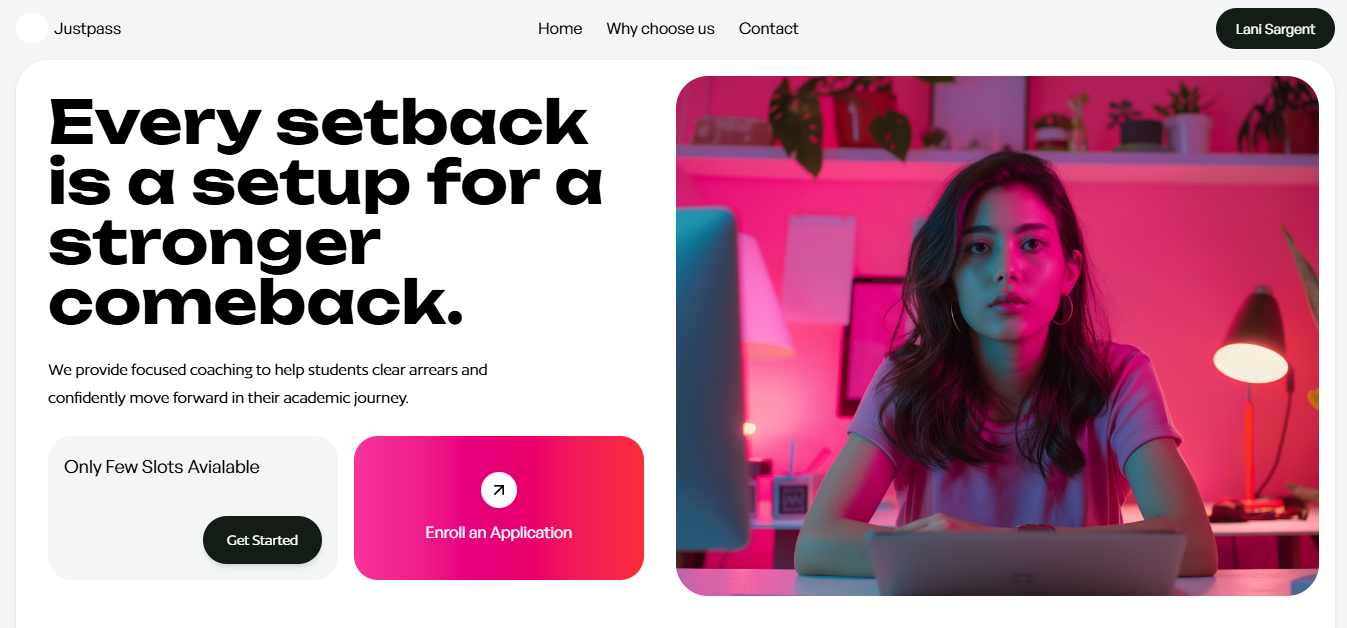 Justpass
Home
Why choose us
Contact
Lani Sargent
Every setback
is a setup for a
stronger
comeback.
We provide focused coaching to help students clear arrears and
confidently move forward in their academic journey.
Only Few Slots Avialable
Get Started
Enroll an Application